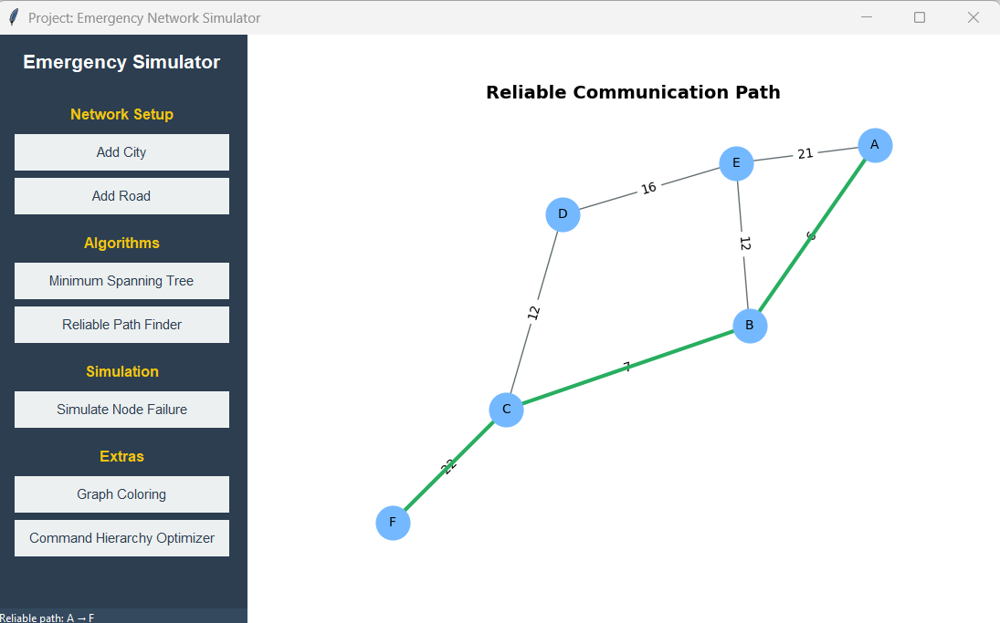 Project: Emergency Network Simulator
Emergency Simulator
Network Setup
Add City
Add Road
Algorithms
Minimum Spanning Tree
Reliable Path Finder
Simulation
Simulate Node Failure
Extras
Graph Coloring
Command Hierarchy Optimizer
Reliable path: A → F
Reliable Communication Path
A
21
E
16
D
12
B
12
7
C
22
F